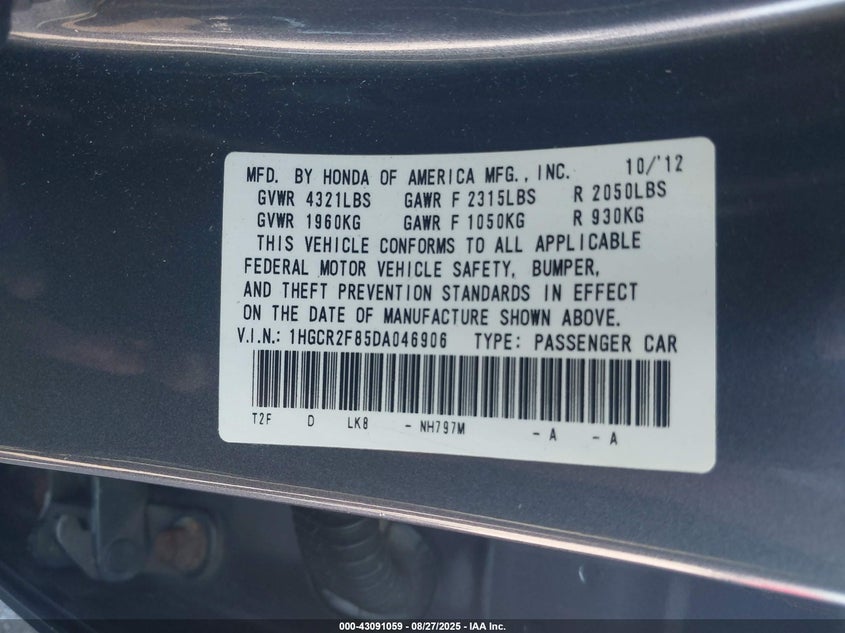 MFD. BY HONDA OF AMERICA MFG., INC. 10/'12
GVWR 4321LBS GAWR F 2315LBS R 2050LBS
GVWR 1960KG GAWR F 1050KG R 930KG
THIS VEHICLE CONFORMS TO ALL APPLICABLE
FEDERAL MOTOR VEHICLE SAFETY, BUMPER,
AND THEFT PREVENTION STANDARDS IN EFFECT
ON THE DATE OF MANUFACTURE SHOWN ABOVE.
V.I.N.: 1HGCR2F85DA046906 TYPE: PASSENGER CAR
T2F D LK8 - NH797M - A - A
000-43091059 - 08/27/2025 - IAA Inc.